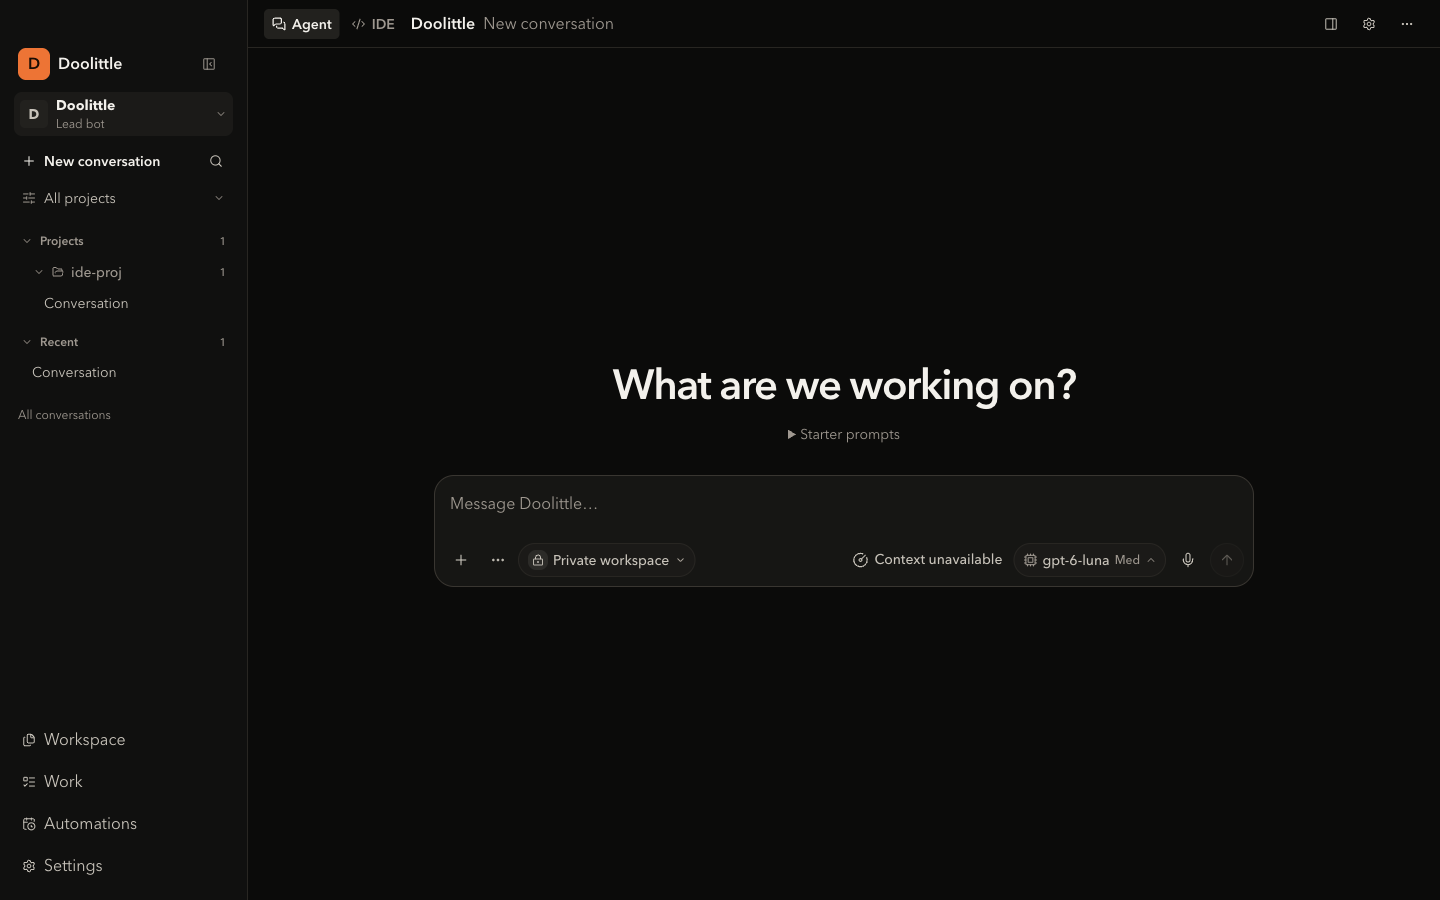 D Doolittle
D Doolittle
Lead bot
New conversation
All projects
Projects 1
ide-proj 1
Conversation
Recent 1
Conversation
All conversations
Workspace
Work
Automations
Settings
Agent </> IDE Doolittle New conversation
What are we working on?
Starter prompts
Message Doolittle…
Private workspace Context unavailable gpt-6-luna Med